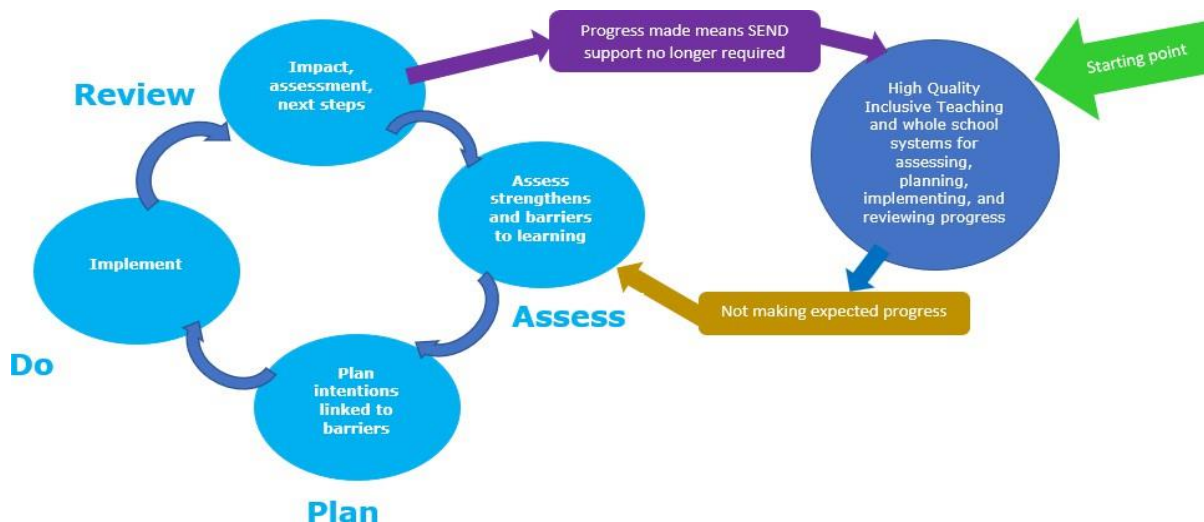 Progress made means SEND
support no longer required
Starting point
Review
Impact,
assessment,
next steps
High Quality
Inclusive Teaching
and whole school
systems for
assessing,
planning,
implementing, and
reviewing progress
Assess
strengthens
and barriers
to learning
Implement
Not making expected progress
Assess
Do
Plan
intentions
linked to
barriers
Plan